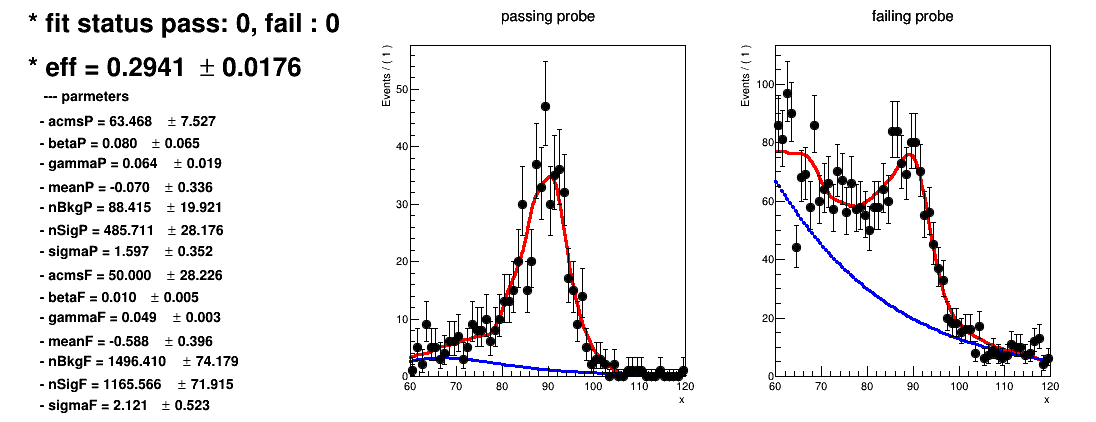 * fit status pass: 0, fail : 0
* eff = 0.2941 ± 0.0176
--- parmeters
- acmsP = 63.468 ± 7.527
- betaP = 0.080 ± 0.065
- gammaP = 0.064 ± 0.019
- meanP = -0.070 ± 0.336
- nBkgP = 88.415 ± 19.921
- nSigP = 485.711 ± 28.176
- sigmaP = 1.597 ± 0.352
- acmsF = 50.000 ± 28.226
- betaF = 0.010 ± 0.005
- gammaF = 0.049 ± 0.003
- meanF = -0.588 ± 0.396
- nBkgF = 1496.410 ± 74.179
- nSigF = 1165.566 ± 71.915
- sigmaF = 2.121 ± 0.523
passing probe
Events / ( 1 )
50
40
30
20
10
0
60 70 80 90 100 110 120
x
failing probe
Events / ( 1 )
100
80
60
40
20
0
60 70 80 90 100 110 120
x